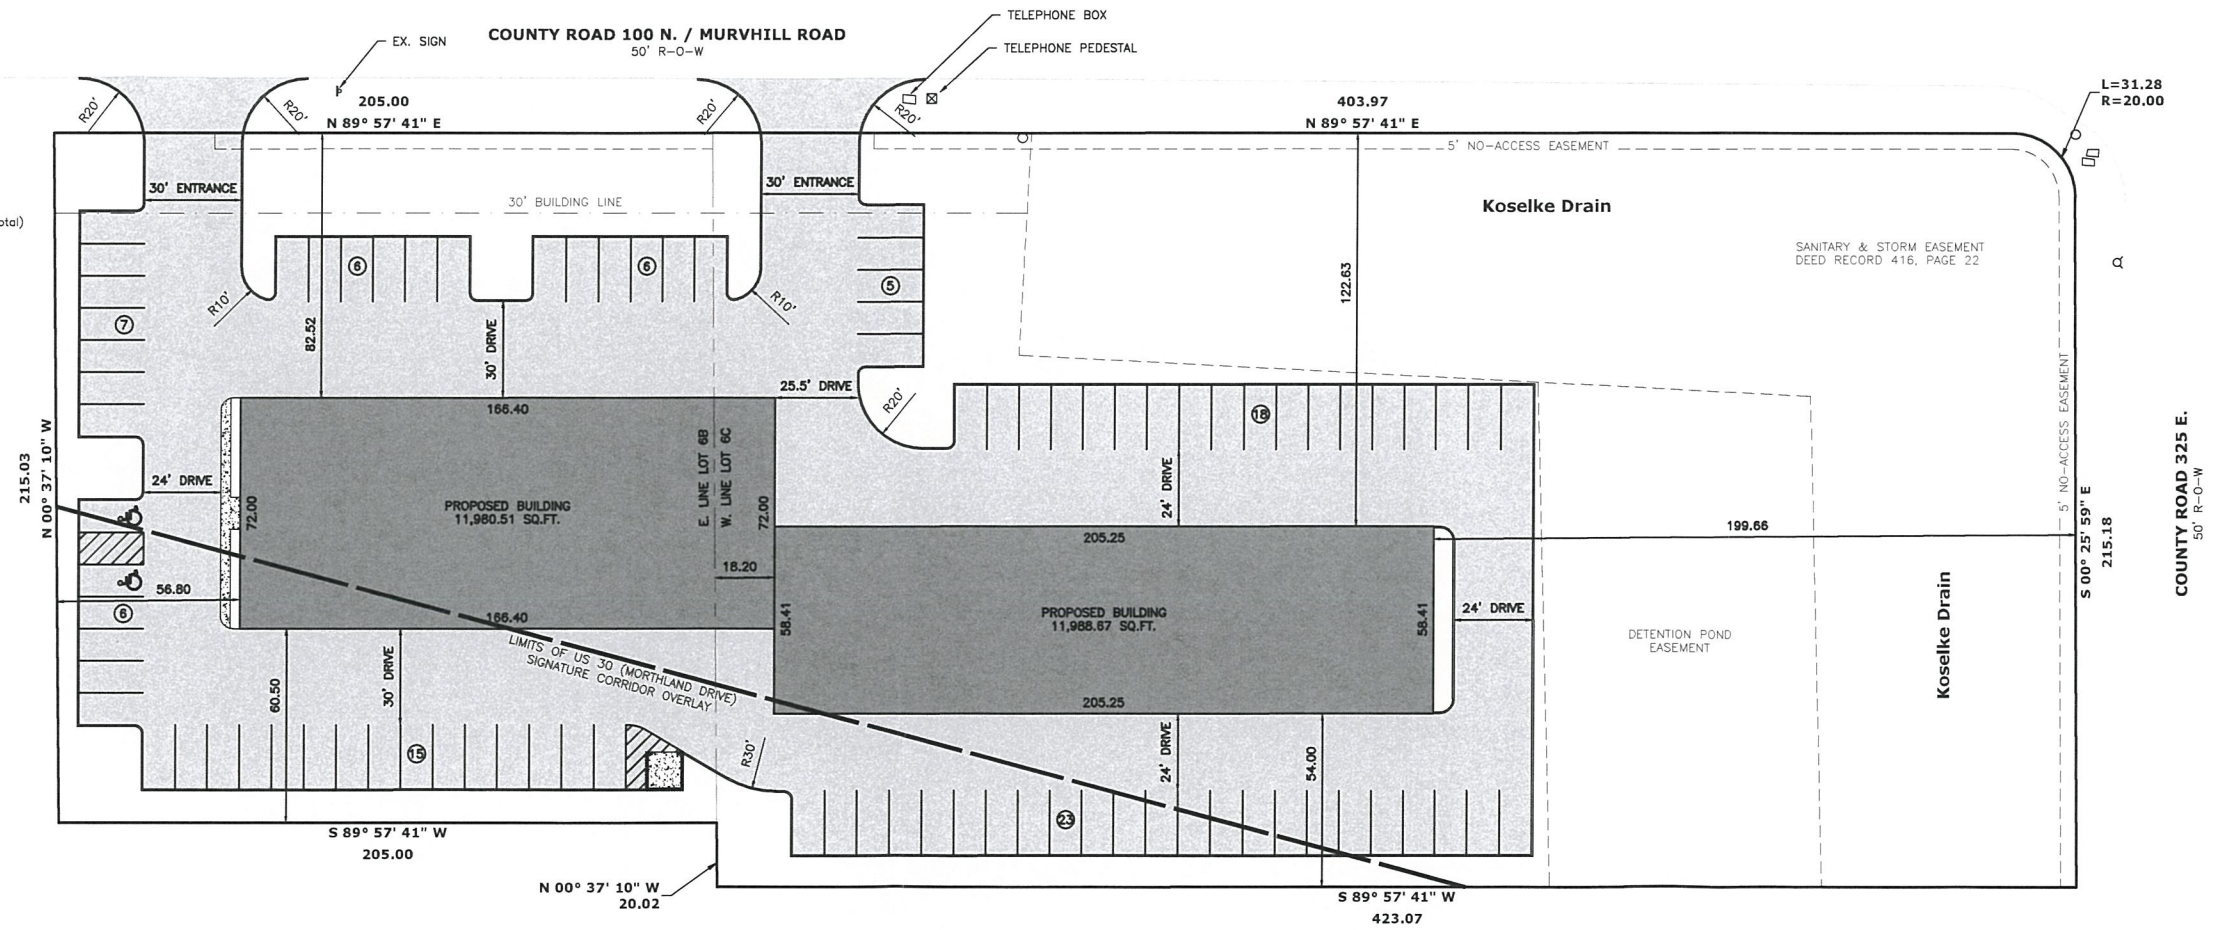 TELEPHONE BOX
EX. SIGN
COUNTY ROAD 100 N. / MURVHILL ROAD
50' R-O-W
TELEPHONE PEDESTAL
R20'
R20'
205.00
N 89° 57' 41" E
R20'
R20'
403.97
N 89° 57' 41" E
L=31.28
R=20.00
5' NO-ACCESS EASEMENT
30' ENTRANCE
30' ENTRANCE
30' BUILDING LINE
Koselke Drain
otal)
SANITARY & STORM EASEMENT
DEED RECORD 416, PAGE 22
6
6
5
R10'
R10'
7
82.52
30' DRIVE
122.63
25.5' DRIVE
R20'
18
166.40
215.03
N 00° 37' 10" W
24' DRIVE
72.00
PROPOSED BUILDING
11,980.51 SQ.FT.
E. LINE LOT 6B
W. LINE LOT 6C
72.00
24' DRIVE
205.25
199.66
5' NO-ACCESS EASEMENT
S 00° 25' 59" E
215.18
COUNTY ROAD 325 E.
50' R-O-W
18.20
56.80
6
166.40
58.41
PROPOSED BUILDING
11,988.67 SQ.FT.
58.41
24' DRIVE
DETENTION POND
EASEMENT
Koselke Drain
LIMITS OF US 30 (MORTHLAND DRIVE)
SIGNATURE CORRIDOR OVERLAY
60.50
30' DRIVE
205.25
15
R30'
24' DRIVE
54.00
23
S 89° 57' 41" W
205.00
N 00° 37' 10" W
20.02
S 89° 57' 41" W
423.07